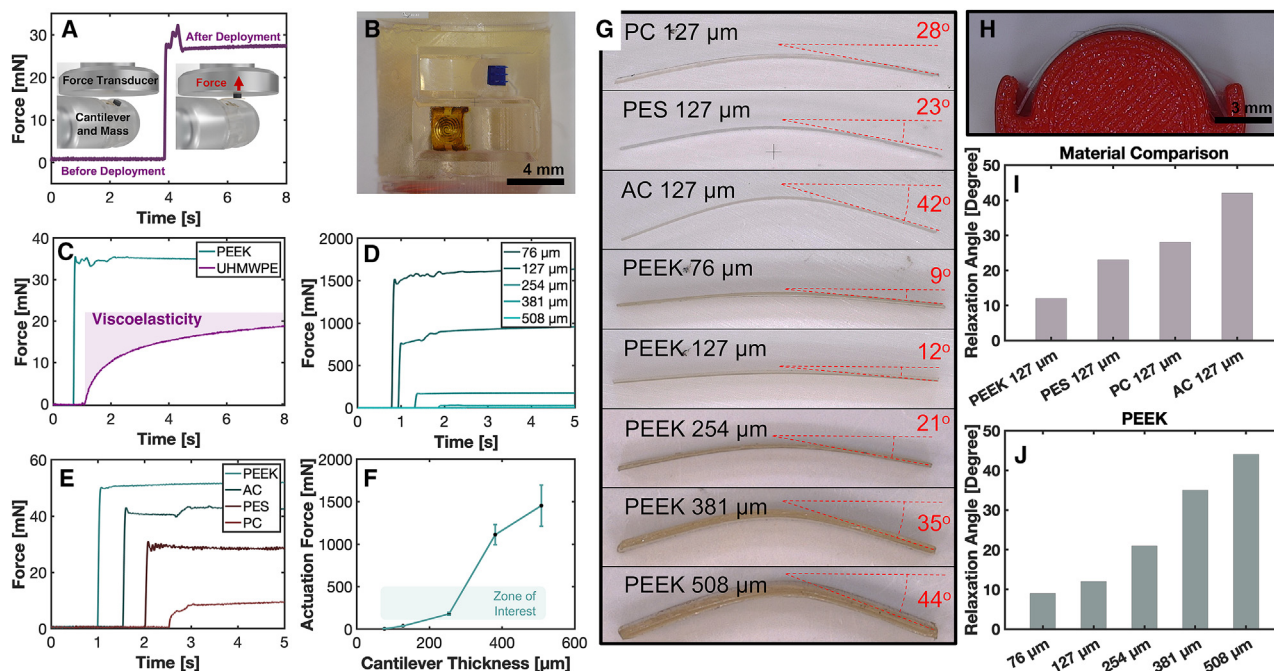 A
30
20
10
0
Force [mN]
After Deployment
Force Transducer
Force
Cantilever
and Mass
Before Deployment
0 2 4 6 8
Time [s]
B
4 mm
C
40
30
20
10
0
Force [mN]
PEEK
UHMWPE
Viscoelasticity
0 2 4 6 8
Time [s]
D
2000
1500
1000
500
0
Force [mN]
76 µm
127 µm
254 µm
381 µm
508 µm
0 1 2 3 4 5
Time [s]
E
60
40
20
0
Force [mN]
PEEK
AC
PES
PC
0 1 2 3 4 5
Time [s]
F
2000
1500
1000
500
0
Actuation Force [mN]
Zone of
Interest
0 200 400 600
Cantilever Thickness [µm]
G
PC 127 µm
28°
PES 127 µm
23°
AC 127 µm
42°
PEEK 76 µm
9°
PEEK 127 µm
12°
PEEK 254 µm
21°
PEEK 381 µm
35°
PEEK 508 µm
44°
H
3 mm
Material Comparison
I
50
40
30
20
10
0
Relaxation Angle [Degree]
PEEK 127 µm
PES 127 µm
PC 127 µm
AC 127 µm
PEEK
J
50
40
30
20
10
0
Relaxation Angle [Degree]
76 µm
127 µm
254 µm
381 µm
508 µm